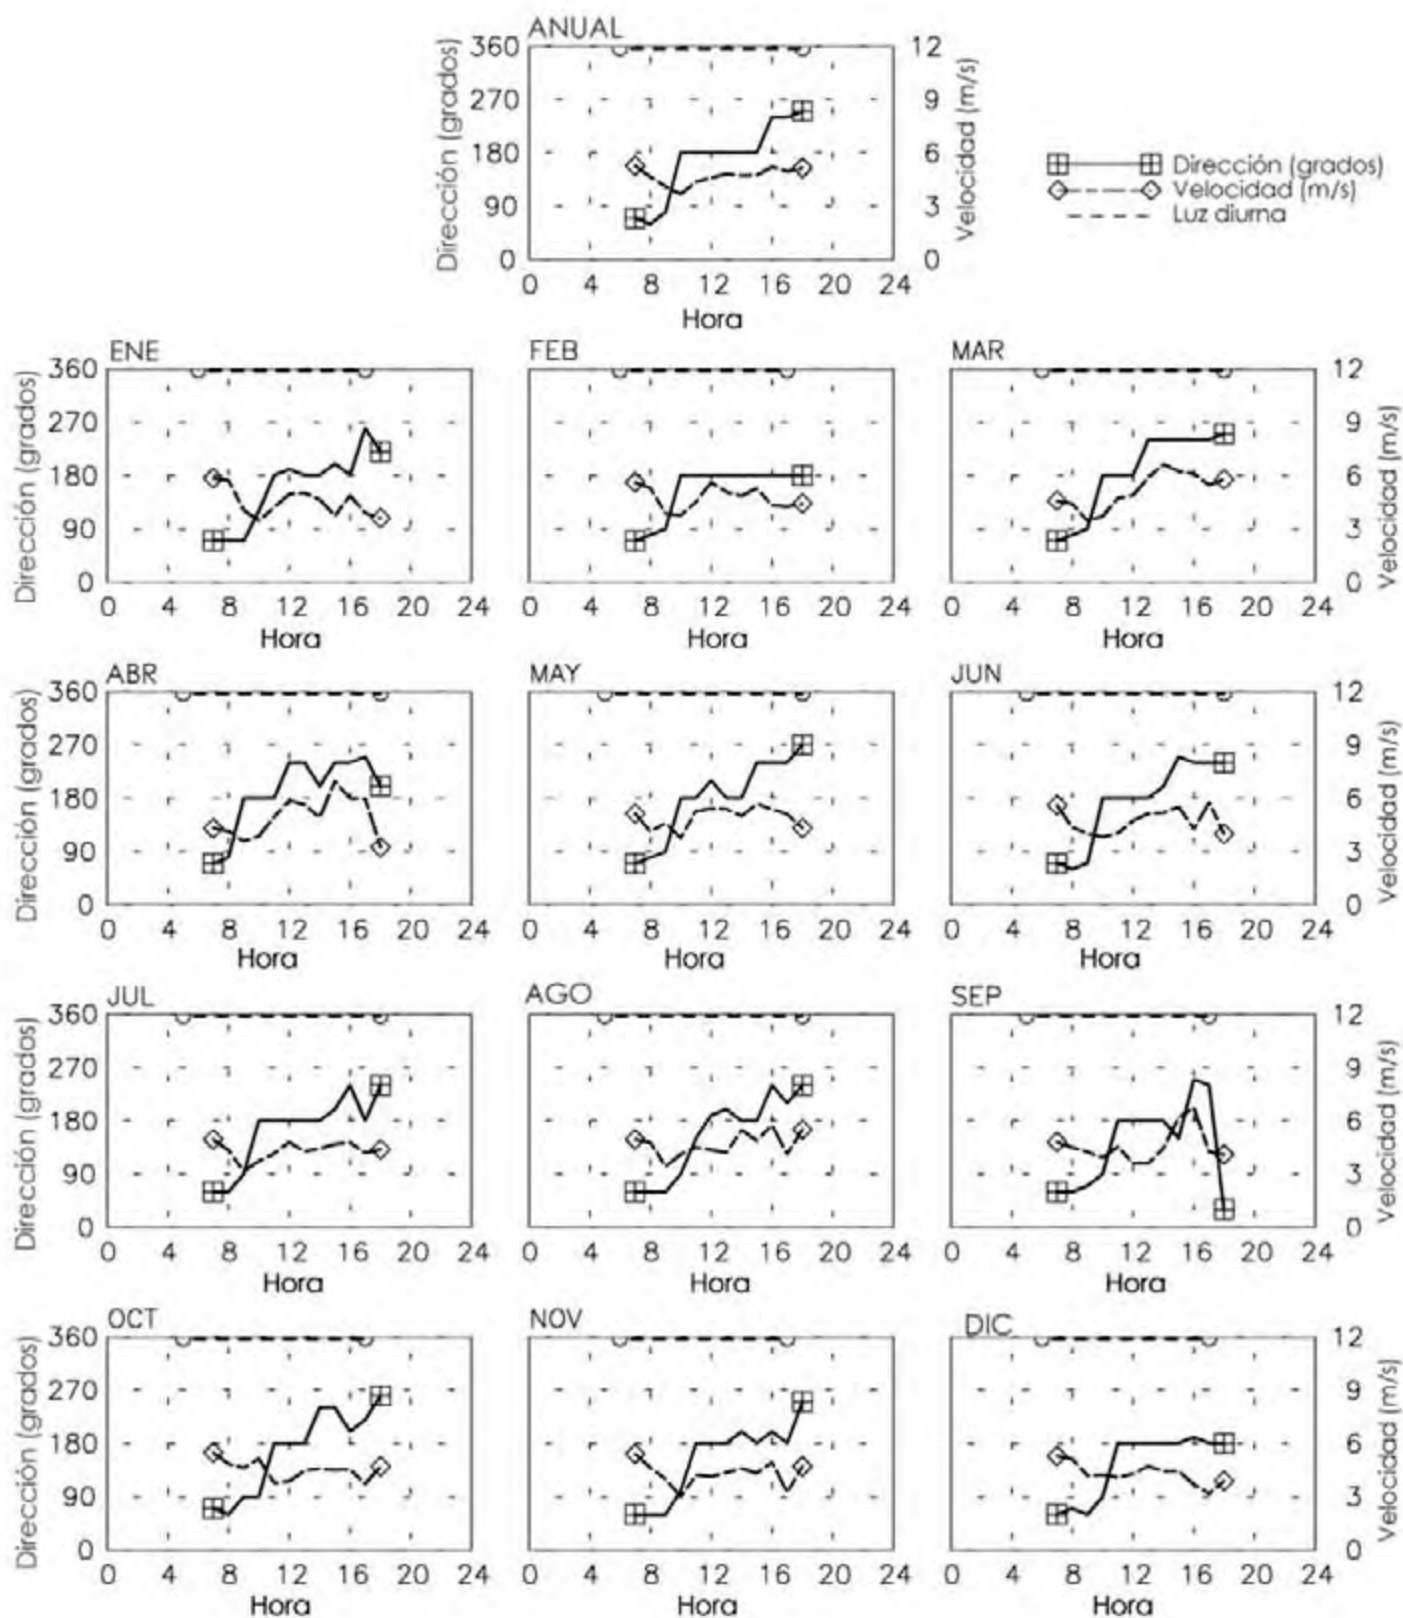 ANUAL
Dirección (grados)
360
270
180
90
0
12
9
6
3
0
Velocidad (m/s)
0 4 8 12 16 20 24
Hora
Dirección (grados)
Velocidad (m/s)
Luz diurna
ENE FEB MAR
Dirección (grados)
360
270
180
90
0
12
9
6
3
0
Velocidad (m/s)
0 4 8 12 16 20 24 0 4 8 12 16 20 24 0 4 8 12 16 20 24
Hora Hora Hora
ABR MAY JUN
Dirección (grados)
360
270
180
90
0
12
9
6
3
0
Velocidad (m/s)
0 4 8 12 16 20 24 0 4 8 12 16 20 24 0 4 8 12 16 20 24
Hora Hora Hora
JUL AGO SEP
Dirección (grados)
360
270
180
90
0
12
9
6
3
0
Velocidad (m/s)
0 4 8 12 16 20 24 0 4 8 12 16 20 24 0 4 8 12 16 20 24
Hora Hora Hora
OCT NOV DIC
Dirección (grados)
360
270
180
90
0
12
9
6
3
0
Velocidad (m/s)
0 4 8 12 16 20 24 0 4 8 12 16 20 24 0 4 8 12 16 20 24
Hora Hora Hora